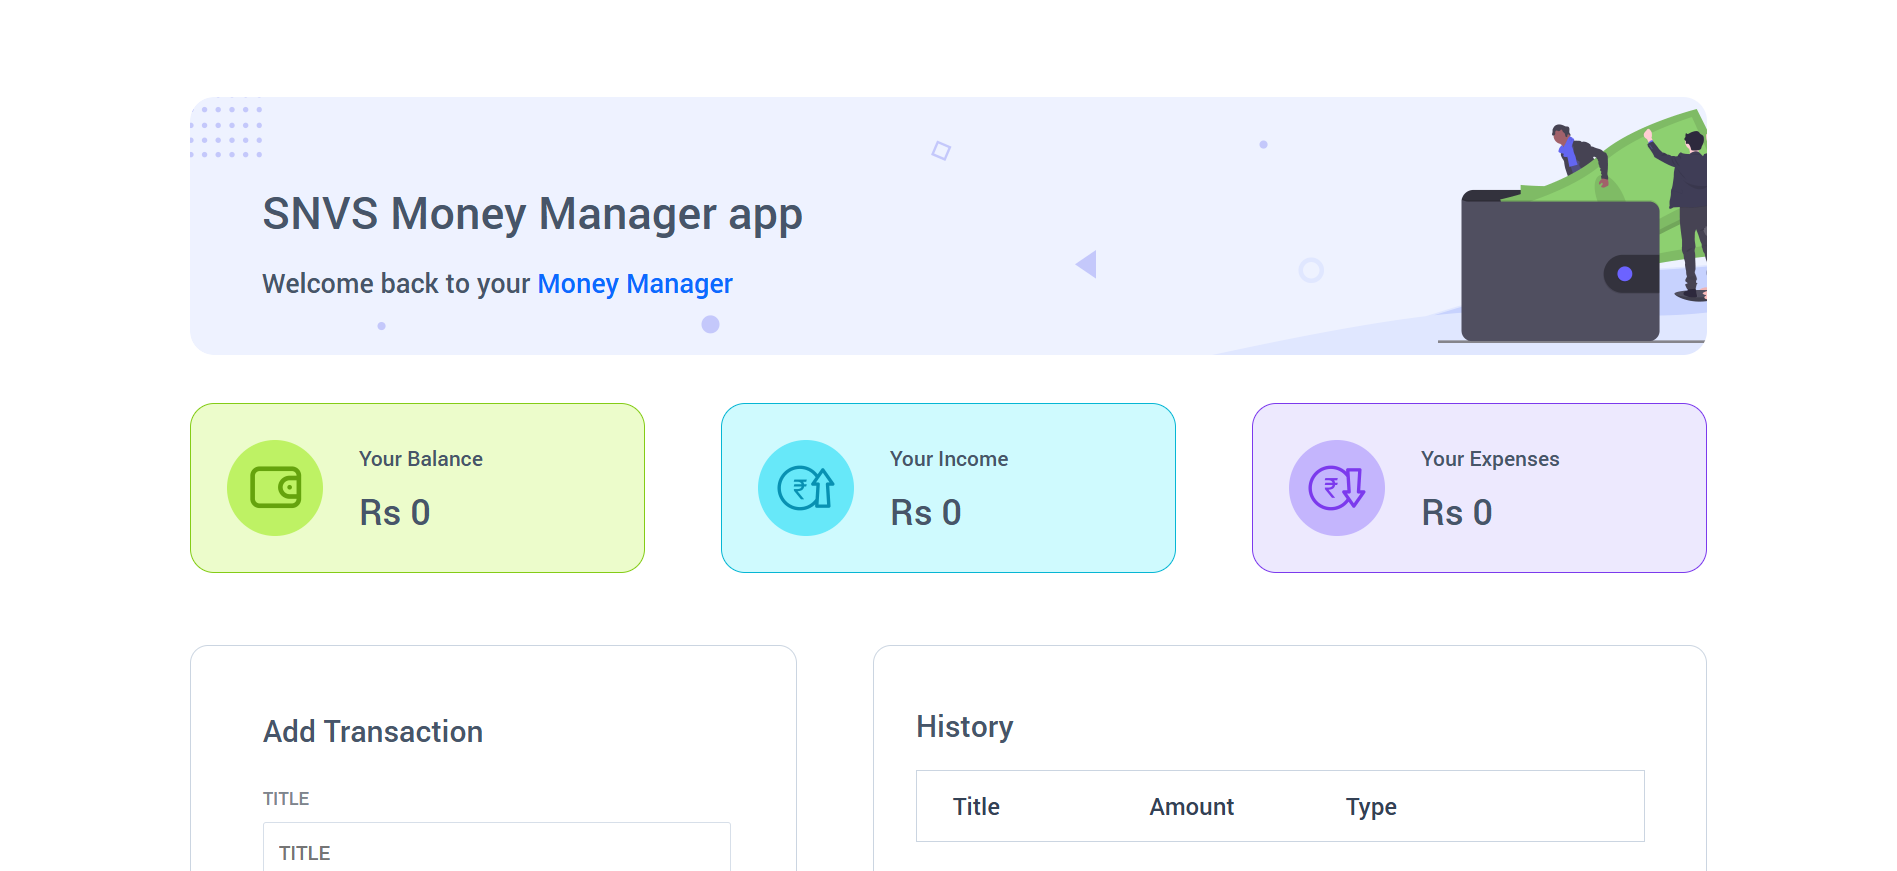 SNVS Money Manager app
Welcome back to your Money Manager
Your Balance
Rs 0
₹
Your Income
Rs 0
₹
Your Expenses
Rs 0
Add Transaction
TITLE
TITLE
History
Title Amount Type